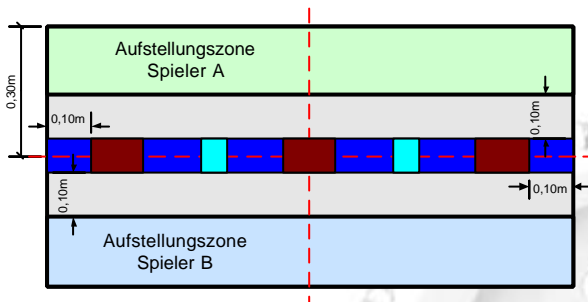 Aufstellungszone
Spieler A
0,30m
0,10m
0,10m
0,10m
0,10m
Aufstellungszone
Spieler B